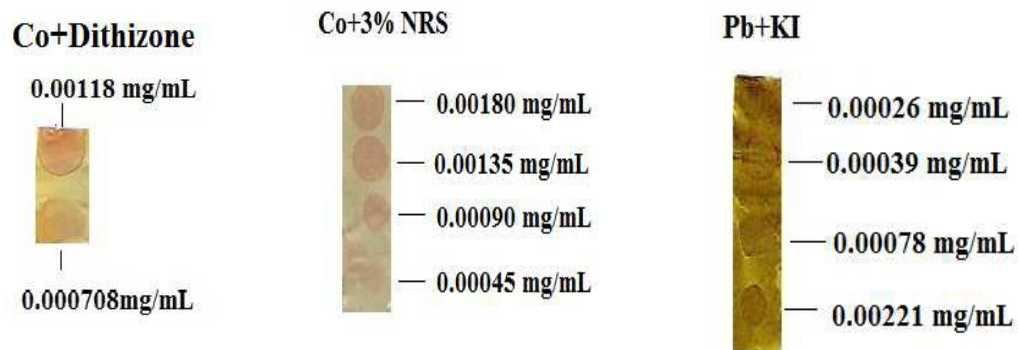 Co+Dithizone
0.00118 mg/mL
0.000708mg/mL
Co+3% NRS
0.00180 mg/mL
0.00135 mg/mL
0.00090 mg/mL
0.00045 mg/mL
Pb+KI
0.00026 mg/mL
0.00039 mg/mL
0.00078 mg/mL
0.00221 mg/mL